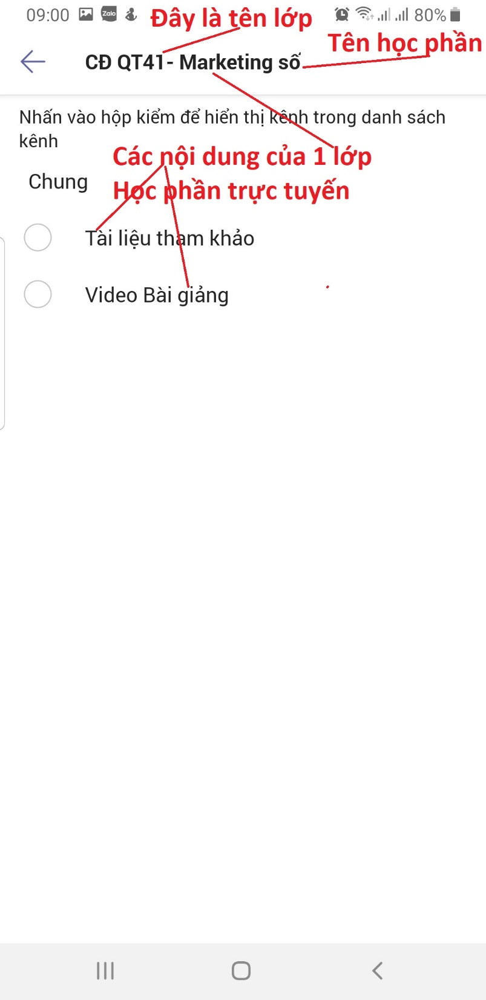 09:00 Zalo Đây là tên lớp 80%
Tên học phần
CĐ QT41- Marketing số
Nhấn vào hộp kiểm để hiển thị kênh trong danh sách
kênh
Các nội dung của 1 lớp
Chung
Học phần trực tuyến
Tài liệu tham khảo
Video Bài giảng